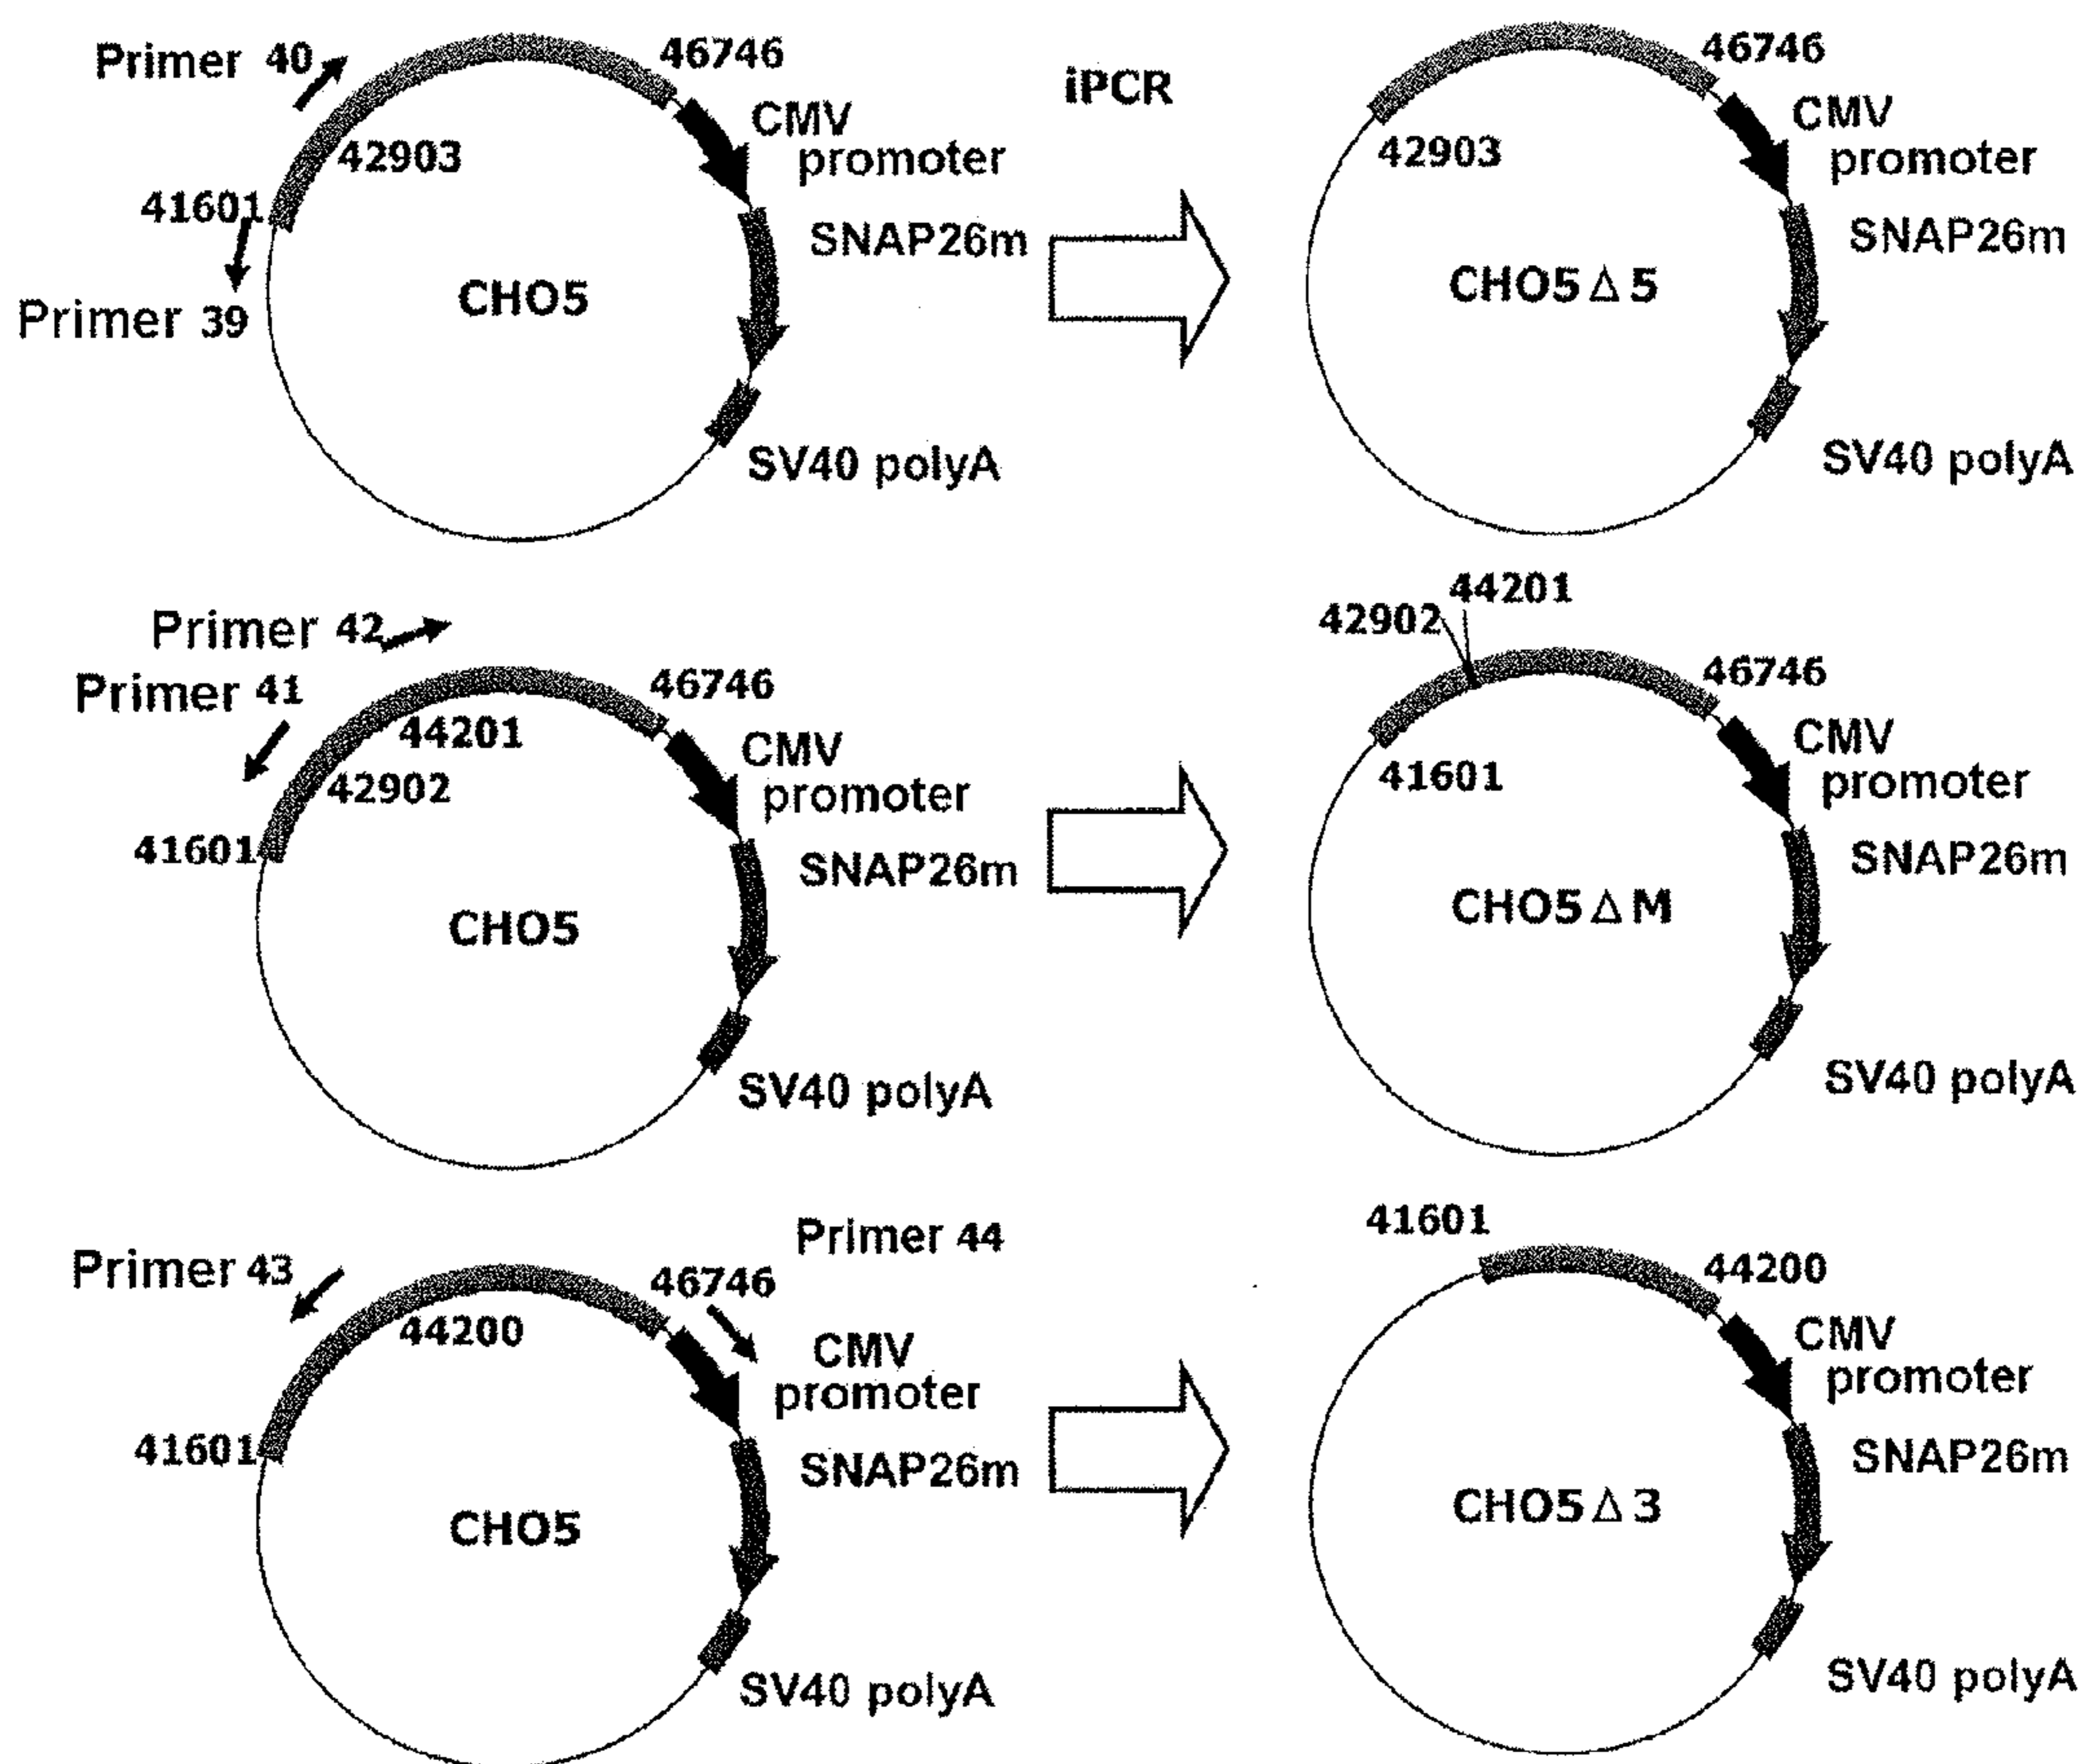 Primer 40
46746
CMV
promoter
42903
41601
SNAP26m
Primer 39
CHO5
SV40 polyA
iPCR
46746
CMV
promoter
42903
SNAP26m
CHO5Δ5
SV40 polyA
Primer 42
Primer 41
46746
44201
CMV
promoter
42902
41601
SNAP26m
CHO5
SV40 polyA
44201
42902
46746
CMV
promoter
41601
SNAP26m
CHO5ΔM
SV40 polyA
Primer 44
Primer 43
46746
44200
CMV
promoter
41601
SNAP26m
CHO5
SV40 polyA
41601
44200
CMV
promoter
SNAP26m
CHO5Δ3
SV40 polyA